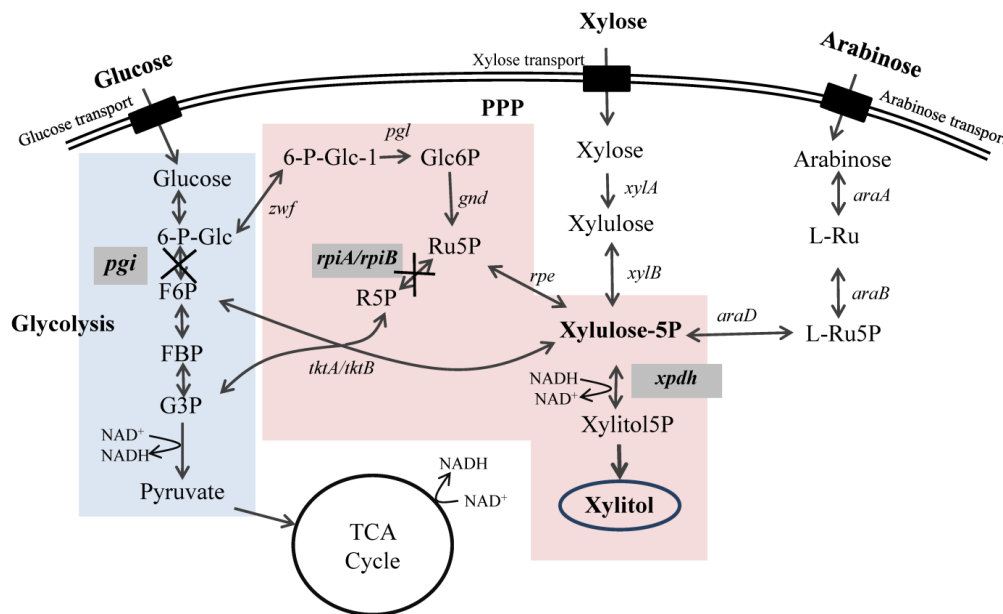 Xylose
Glucose
Xylose transport
Arabinose
Glucose transport
Arabinose transport
PPP
pgl
6-P-Glc-1
Glc6P
Xylose
Arabinose
Glucose
zwf
gnd
xylA
araA
6-P-Glc
Xylulose
L-Ru
pgi
rpiA/rpiB
Ru5P
xylB
araB
F6P
R5P
rpe
Glycolysis
Xylulose-5P
araD
L-Ru5P
FBP
tktA/tktB
NADH
NAD+
xpdh
G3P
Xylitol5P
NAD+
NADH
NADH
NAD+
Pyruvate
Xylitol
TCA
Cycle